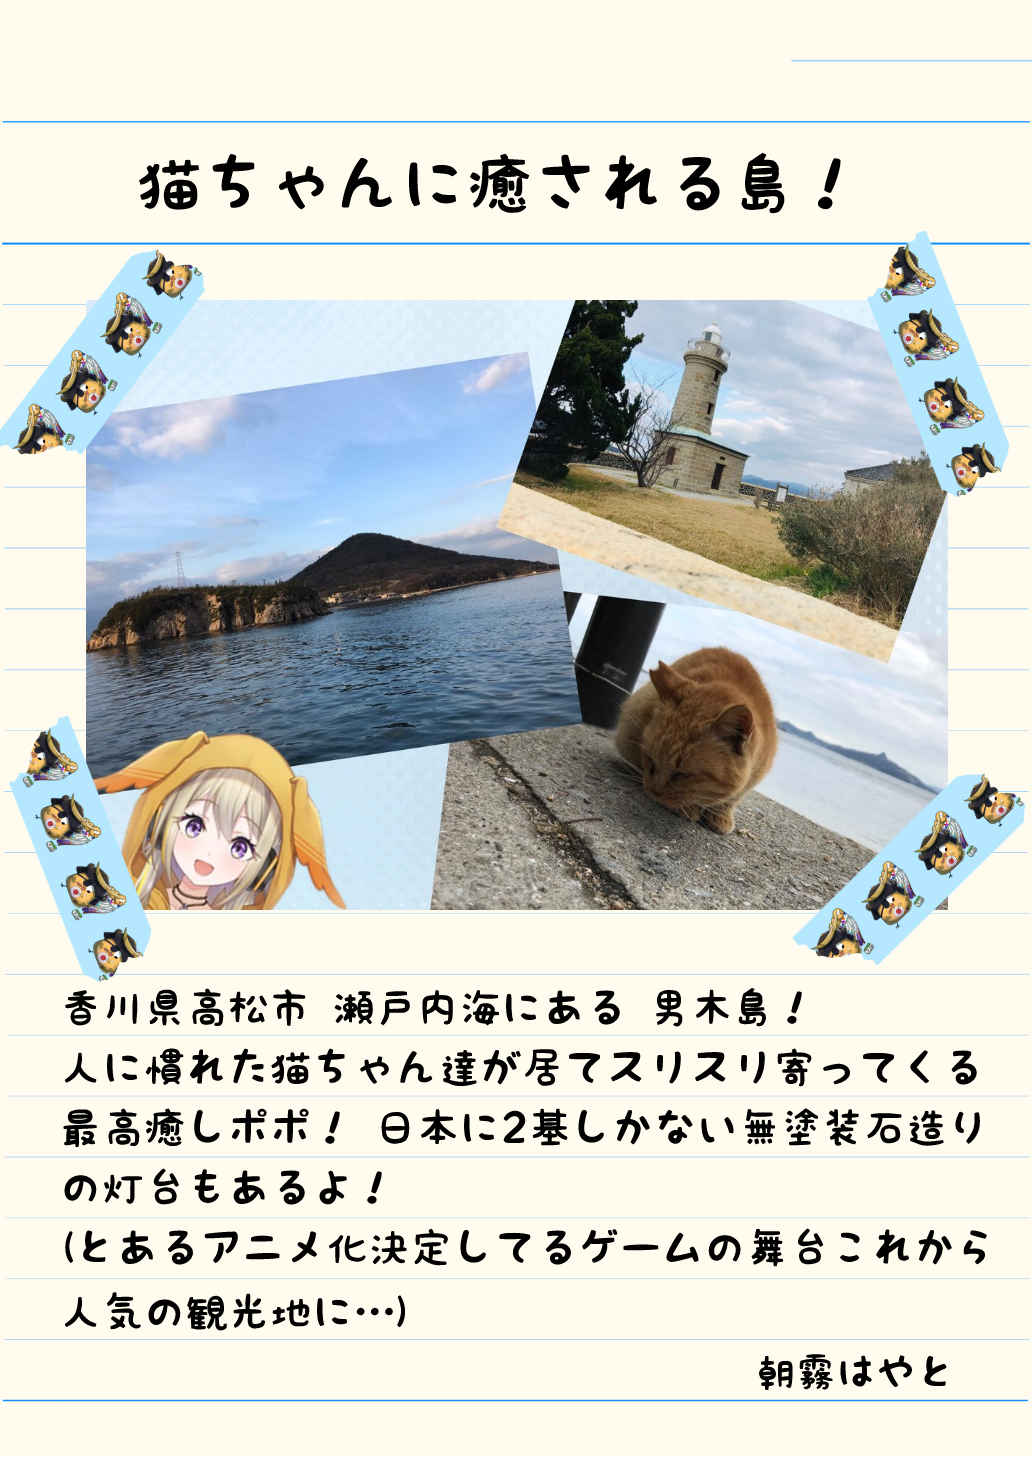 猫ちゃんに癒される島！
香川県高松市 瀬戸内海にある 男木島！
人に慣れた猫ちゃん達が居てスリスリ寄ってくる
最高癒しポポ！ 日本に2基しかない無塗装石造り
の灯台もあるよ！
(とあるアニメ化決定してるゲームの舞台これから
人気の観光地に…)
朝霧はやと